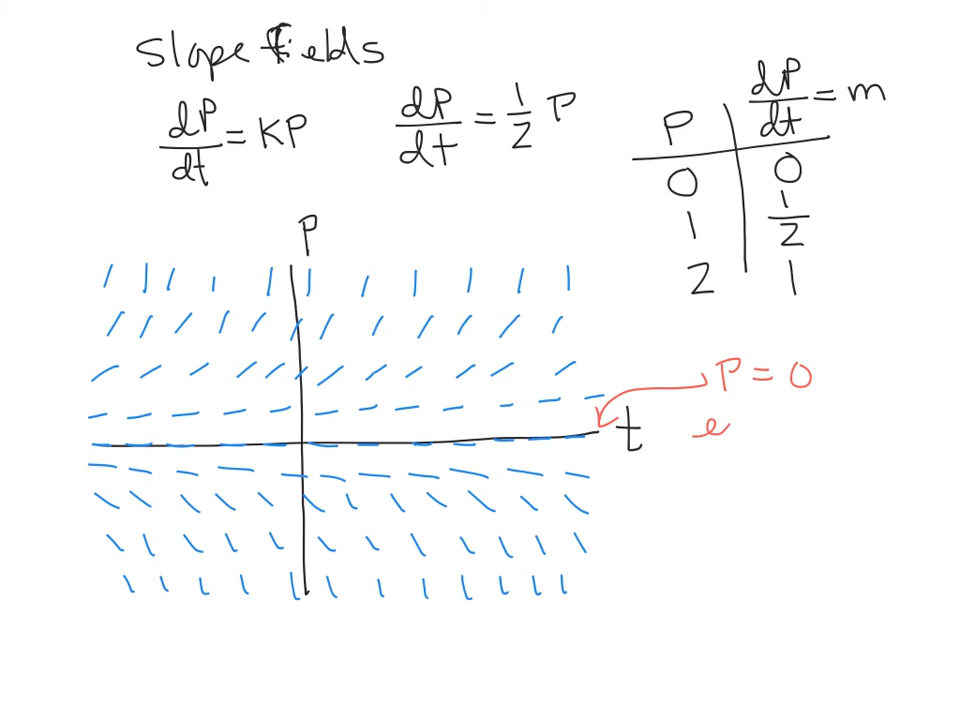 Slope fields
dP/dt = KP
dP/dt = 1/2 P
P | dP/dt = m
0 | 0
1 | 1/2
2 | 1
P
t
P = 0
e